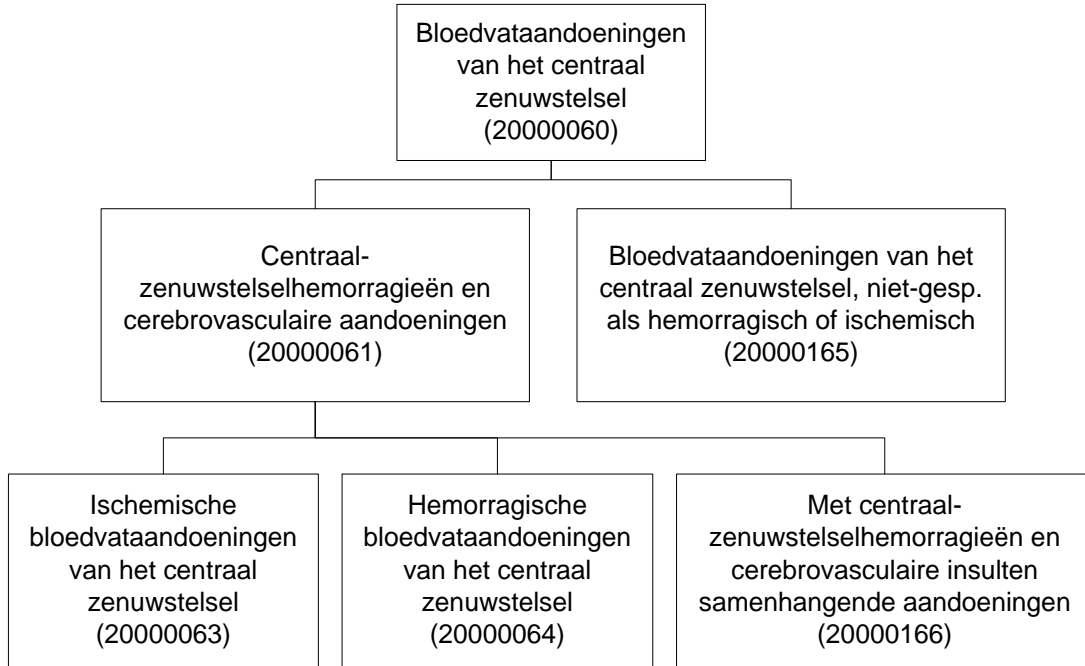 Bloedvataandoeningen
van het centraal
zenuwstelsel
(20000060)
Centraal-
zenuwstelselhemorragieën en
cerebrovasculaire aandoeningen
(20000061)
Bloedvataandoeningen van het
centraal zenuwstelsel, niet-gesp.
als hemorragisch of ischemisch
(20000165)
Ischemische
bloedvataandoeningen
van het centraal
zenuwstelsel
(20000063)
Hemorragische
bloedvataandoeningen
van het centraal
zenuwstelsel
(20000064)
Met centraal-
zenuwstelselhemorragieën en
cerebrovasculaire insulten
samenhangende aandoeningen
(20000166)